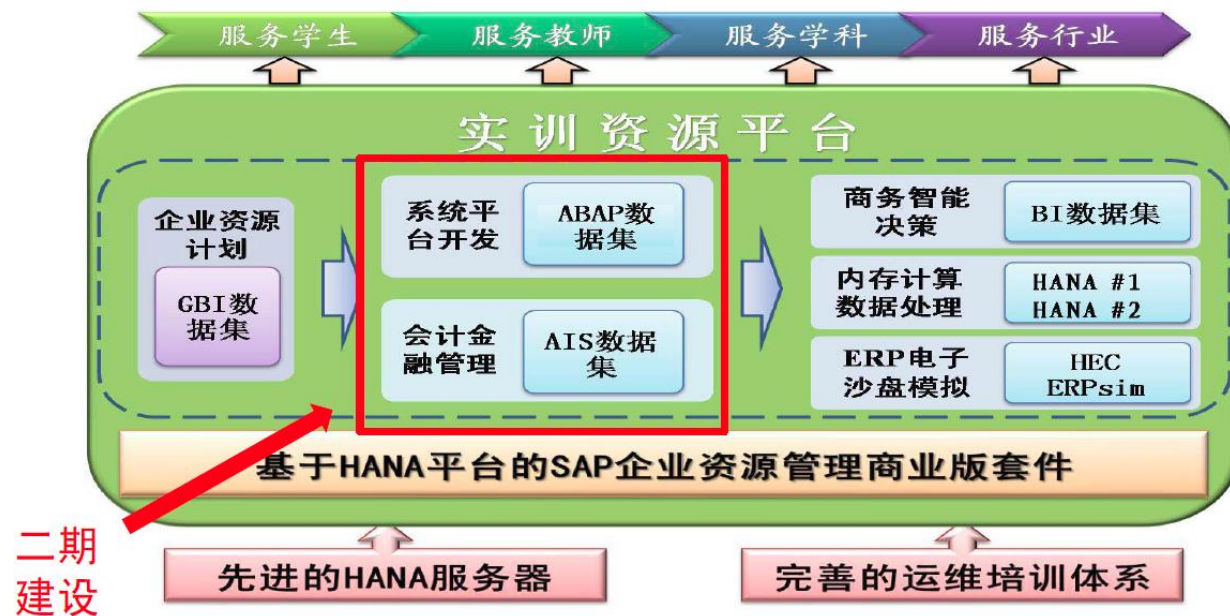 服务学生
服务教师
服务学科
服务行业
实训资源平台
企业资源
计划
GBI数
据集
系统平
台开发
ABAP数
据集
会计金
融管理
AIS数据
集
商务智能
决策
BI数据集
内存计算
数据处理
HANA #1
HANA #2
ERP电子
沙盘模拟
HEC
ERPsim
基于HANA平台的SAP企业资源管理商业版套件
二期
建设
先进的HANA服务器
完善的运维培训体系